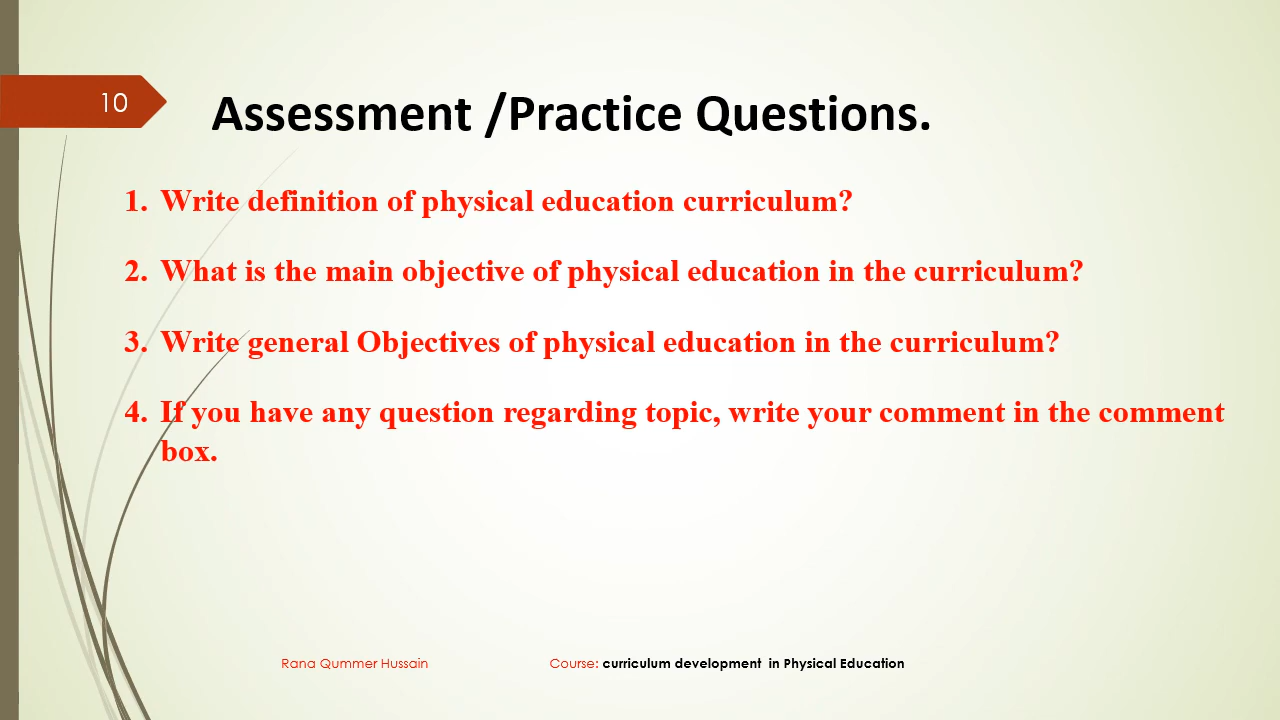 10
Assessment /Practice Questions.
1. Write definition of physical education curriculum?
2. What is the main objective of physical education in the curriculum?
3. Write general Objectives of physical education in the curriculum?
4. If you have any question regarding topic, write your comment in the comment
box.
Rana Qummer Hussain
Course: curriculum development in Physical Education